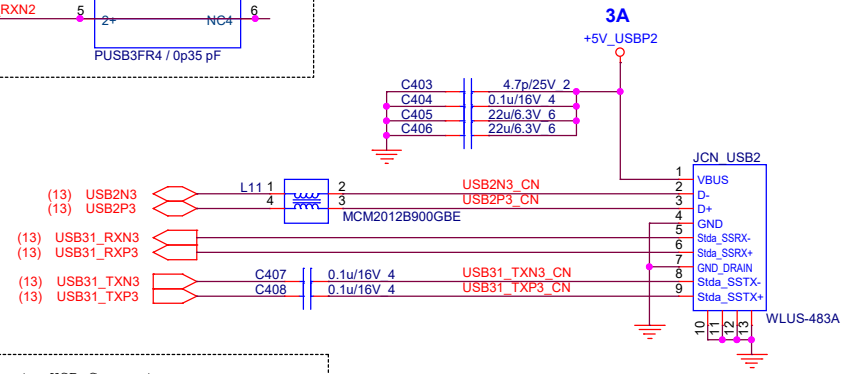 RXN2 5 2+ NC4 6
PUSB3FR4 / 0p35 pF
3A
+5V_USBP2
C403 4.7p/25V_2
C404 0.1u/16V_4
C405 22u/6.3V_6
C406 22u/6.3V_6
JCN_USB2
1 VBUS
(13) USB2N3 L11 1 2 USB2N3_CN 2 D-
(13) USB2P3 4 3 USB2P3_CN 3 D+
MCM2012B900GBE
4 GND
(13) USB31_RXN3 5 Stda_SSRX-
(13) USB31_RXP3 6 Stda_SSRX+
7 GND_DRAIN
(13) USB31_TXN3 C407 0.1u/16V_4 USB31_TXN3_CN 8 Stda_SSTX-
(13) USB31_TXP3 C408 0.1u/16V_4 USB31_TXP3_CN 9 Stda_SSTX+
10 11 12 13
WLUS-483A